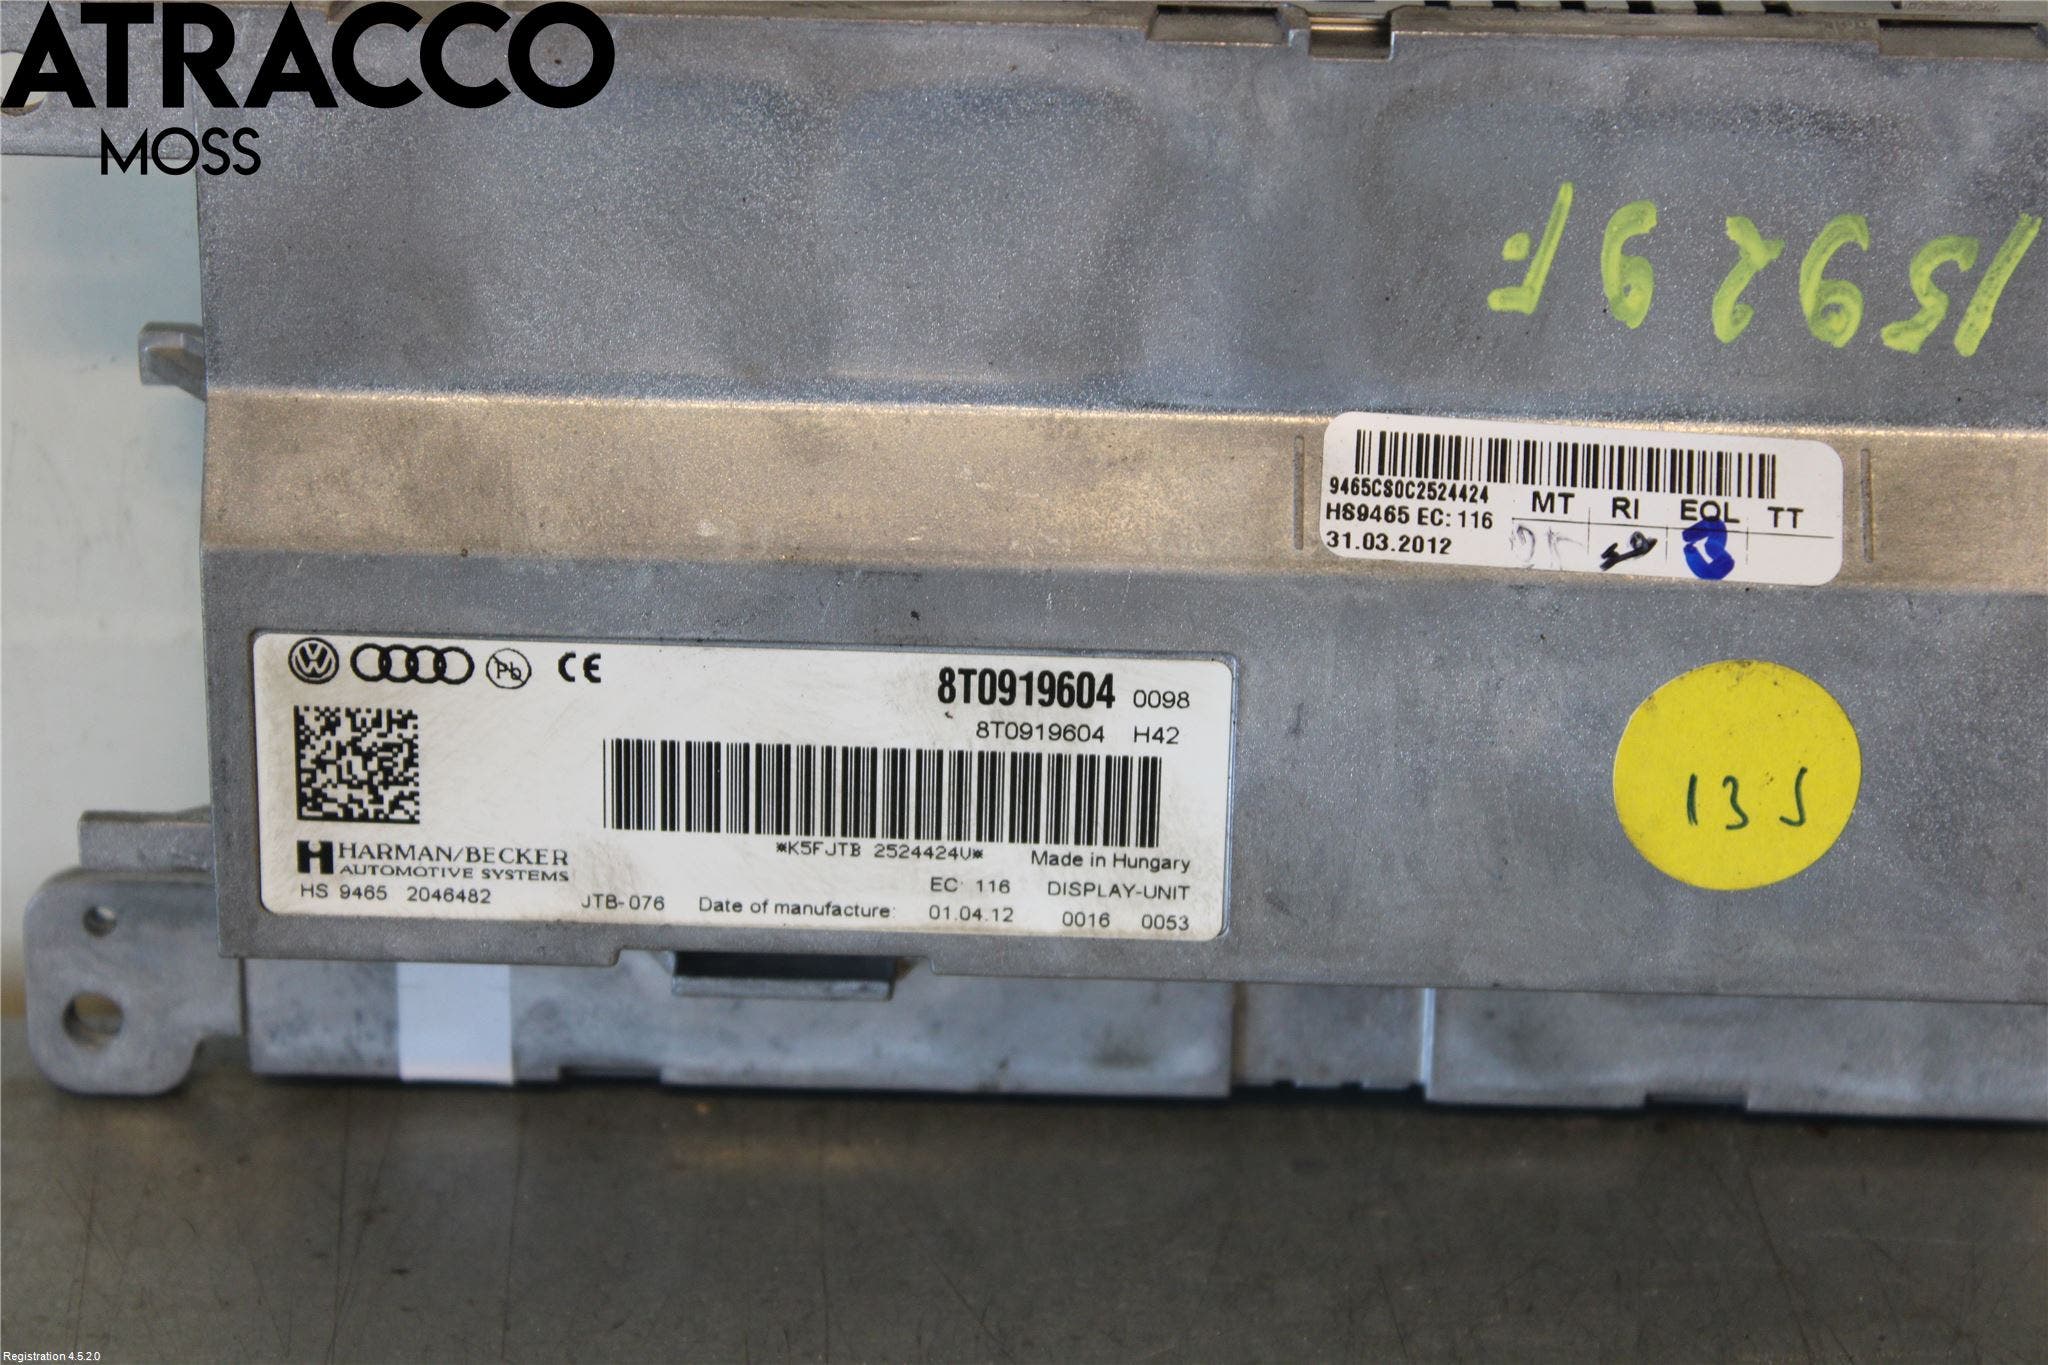 ATRACCO
MOSS
15929F
9465CS0C2524424
HS9465 EC: 116
31.03.2012
MT RI EOL TT
Pb CE
8T0919604 0098
8T0919604 H42
*K5FJTB 2524424U*
Made in Hungary
HARMAN/BECKER
AUTOMOTIVE SYSTEMS
EC: 116 DISPLAY-UNIT
HS 9465 2046482 JTB-076 Date of manufacture: 01.04.12 0016 0053
Registration 4.5.2.0